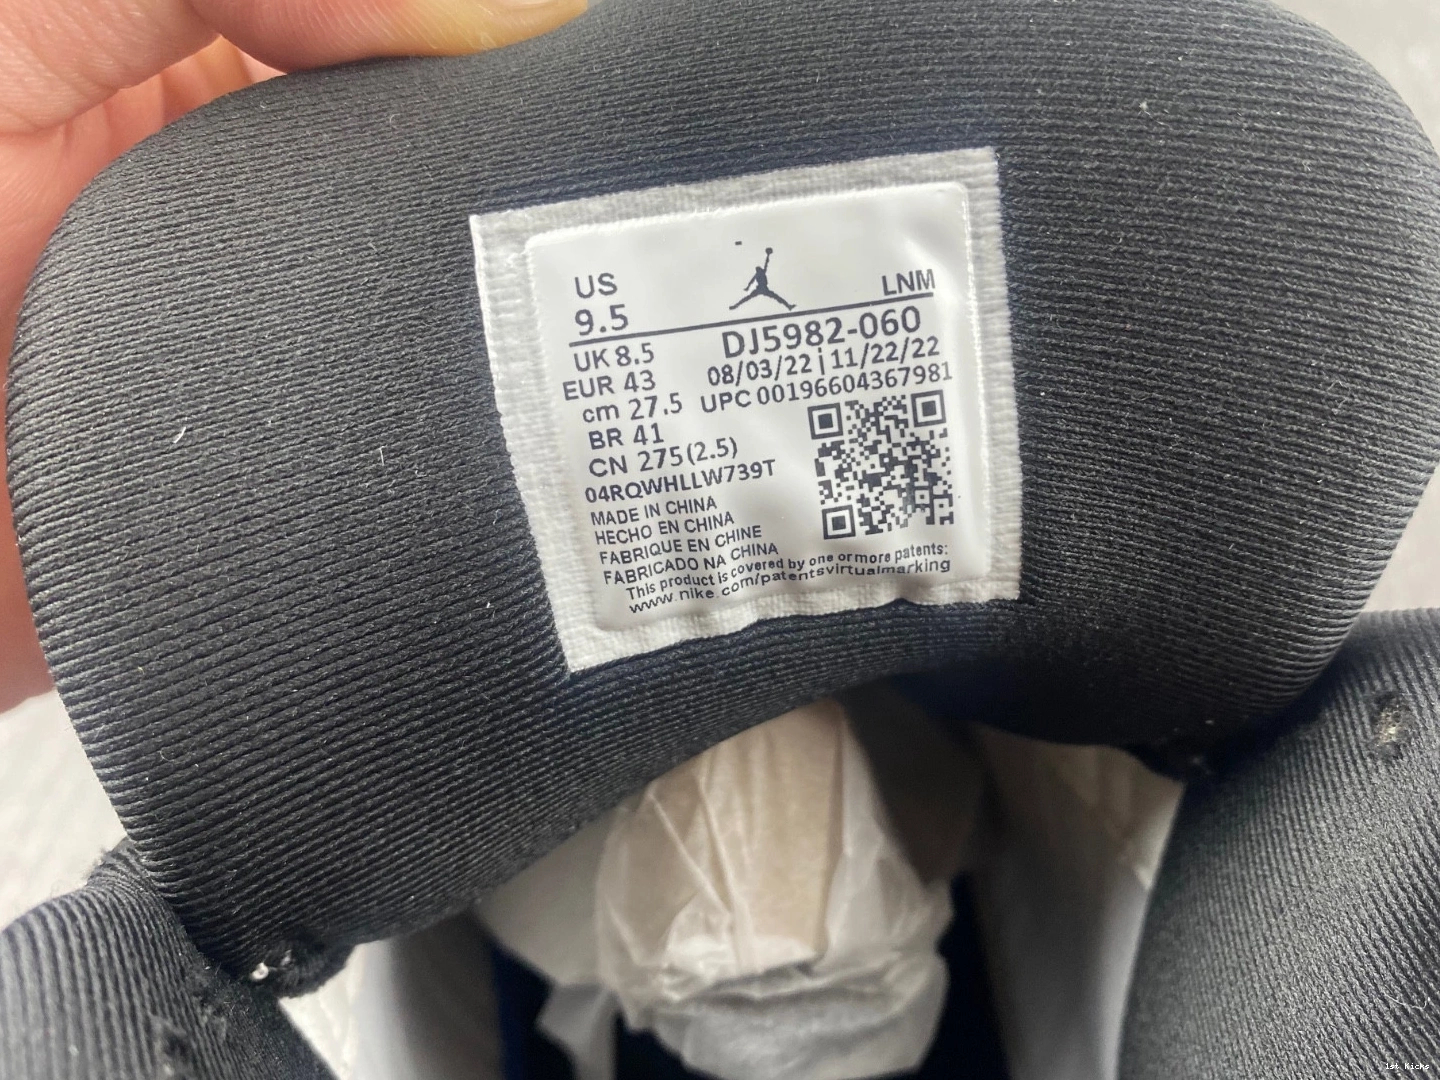 US
LNM
9.5
DJ5982-060
UK 8.5
08/03/22 | 11/22/22
EUR 43
UPC 00196604367981
cm 27.5
BR 41
CN 275(2.5)
04RQWHLLW739T
MADE IN CHINA
HECHO EN CHINA
FABRIQUE EN CHINE
FABRICADO NA CHINA
This product is covered by one or more patents:
www.nike.com/patentsvirtualmarking
1st Kicks